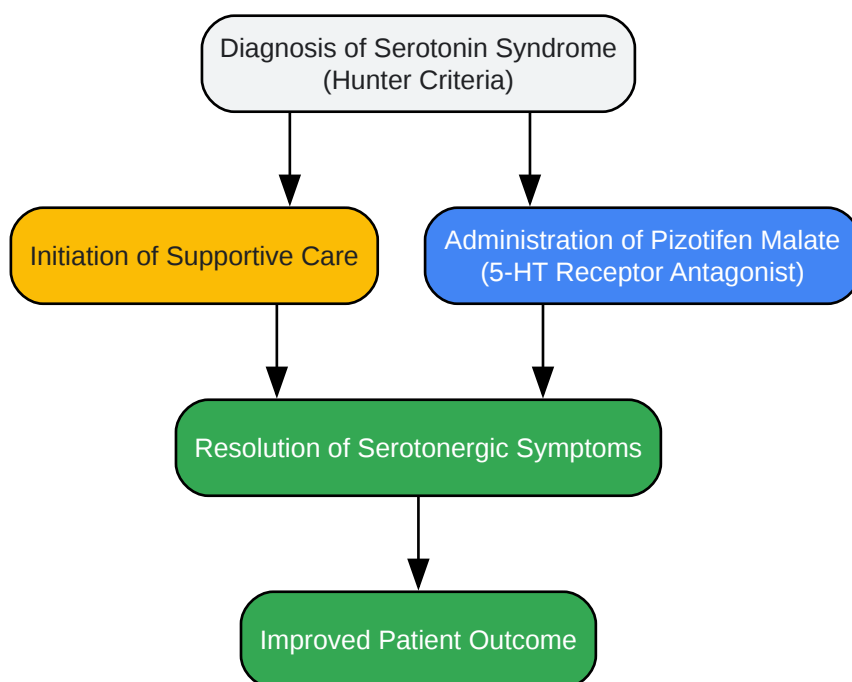 Diagnosis of Serotonin Syndrome
(Hunter Criteria)
Initiation of Supportive Care
Administration of Pizotifen Malate
(5-HT Receptor Antagonist)
Resolution of Serotonergic Symptoms
Improved Patient Outcome